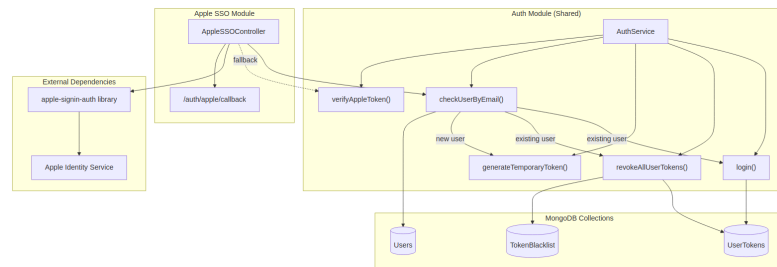 Apple SSO Module
Auth Module (Shared)
AppleSSOController
AuthService
fallback
External Dependencies
apple-signin-auth library
/auth/apple/callback
verifyAppleToken()
checkUserByEmail()
new user
existing user
existing user
Apple Identity Service
generateTemporaryToken()
revokeAllUserTokens()
login()
MongoDB Collections
Users
TokenBlacklist
UserTokens